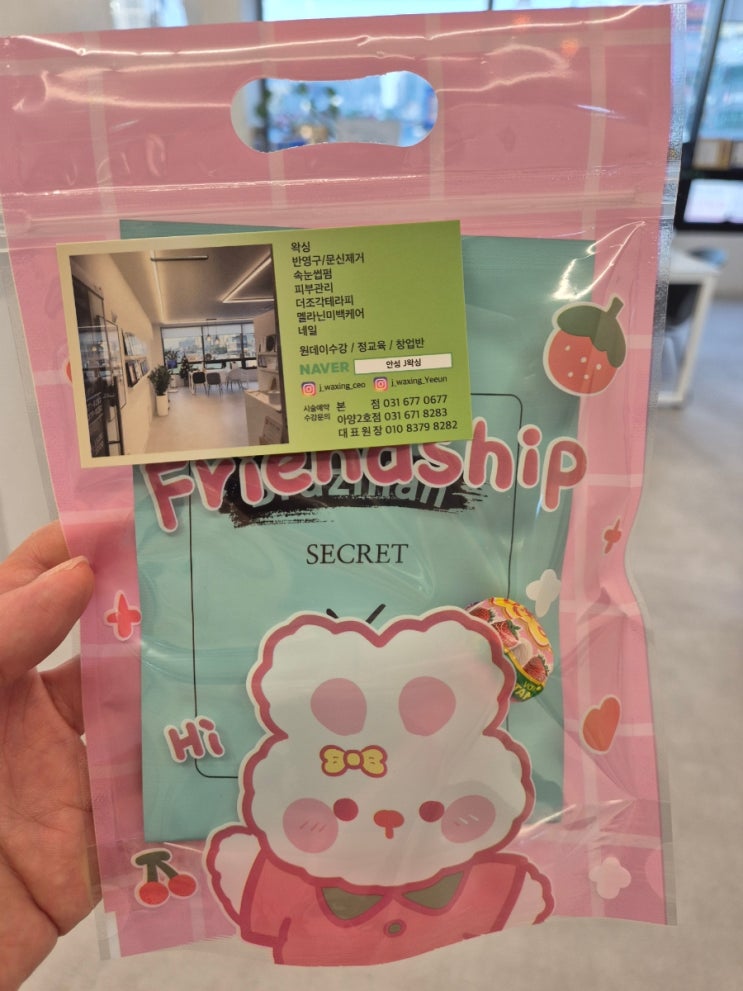 왁싱
반영구/문신제거
속눈썹펌
피부관리
더조각테라피
멜라닌미백케어
네일
원데이수강 / 정교육 / 창업반
NAVER 안성 J왁싱
j_waxing_ceo j_waxing_Yeeun
시술예약 수강문의
본 점 031 677 0677
아양2호점 031 671 8283
대표원장 010 8379 8282
Friendship
Brazilian
SECRET
Hi